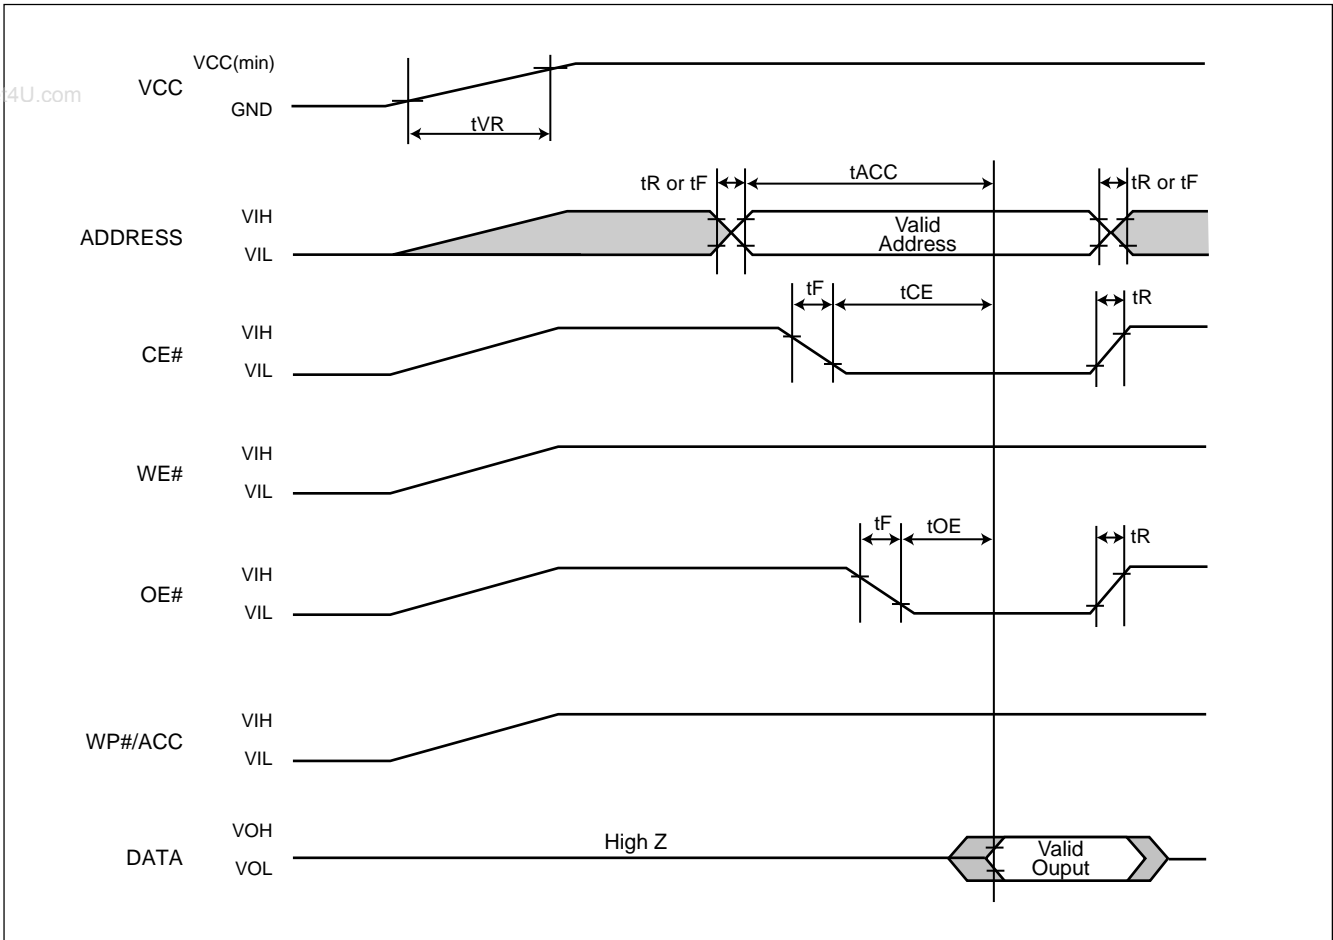 VCC(min)
VCC
t4U.com
GND
tVR
tR or tF
tACC
tR or tF
VIH
ADDRESS
VIL
Valid
Address
tF
tCE
tR
VIH
CE#
VIL
VIH
WE#
VIL
tF
tOE
tR
VIH
OE#
VIL
VIH
WP#/ACC
VIL
VOH
High Z
DATA
VOL
Valid
Ouput